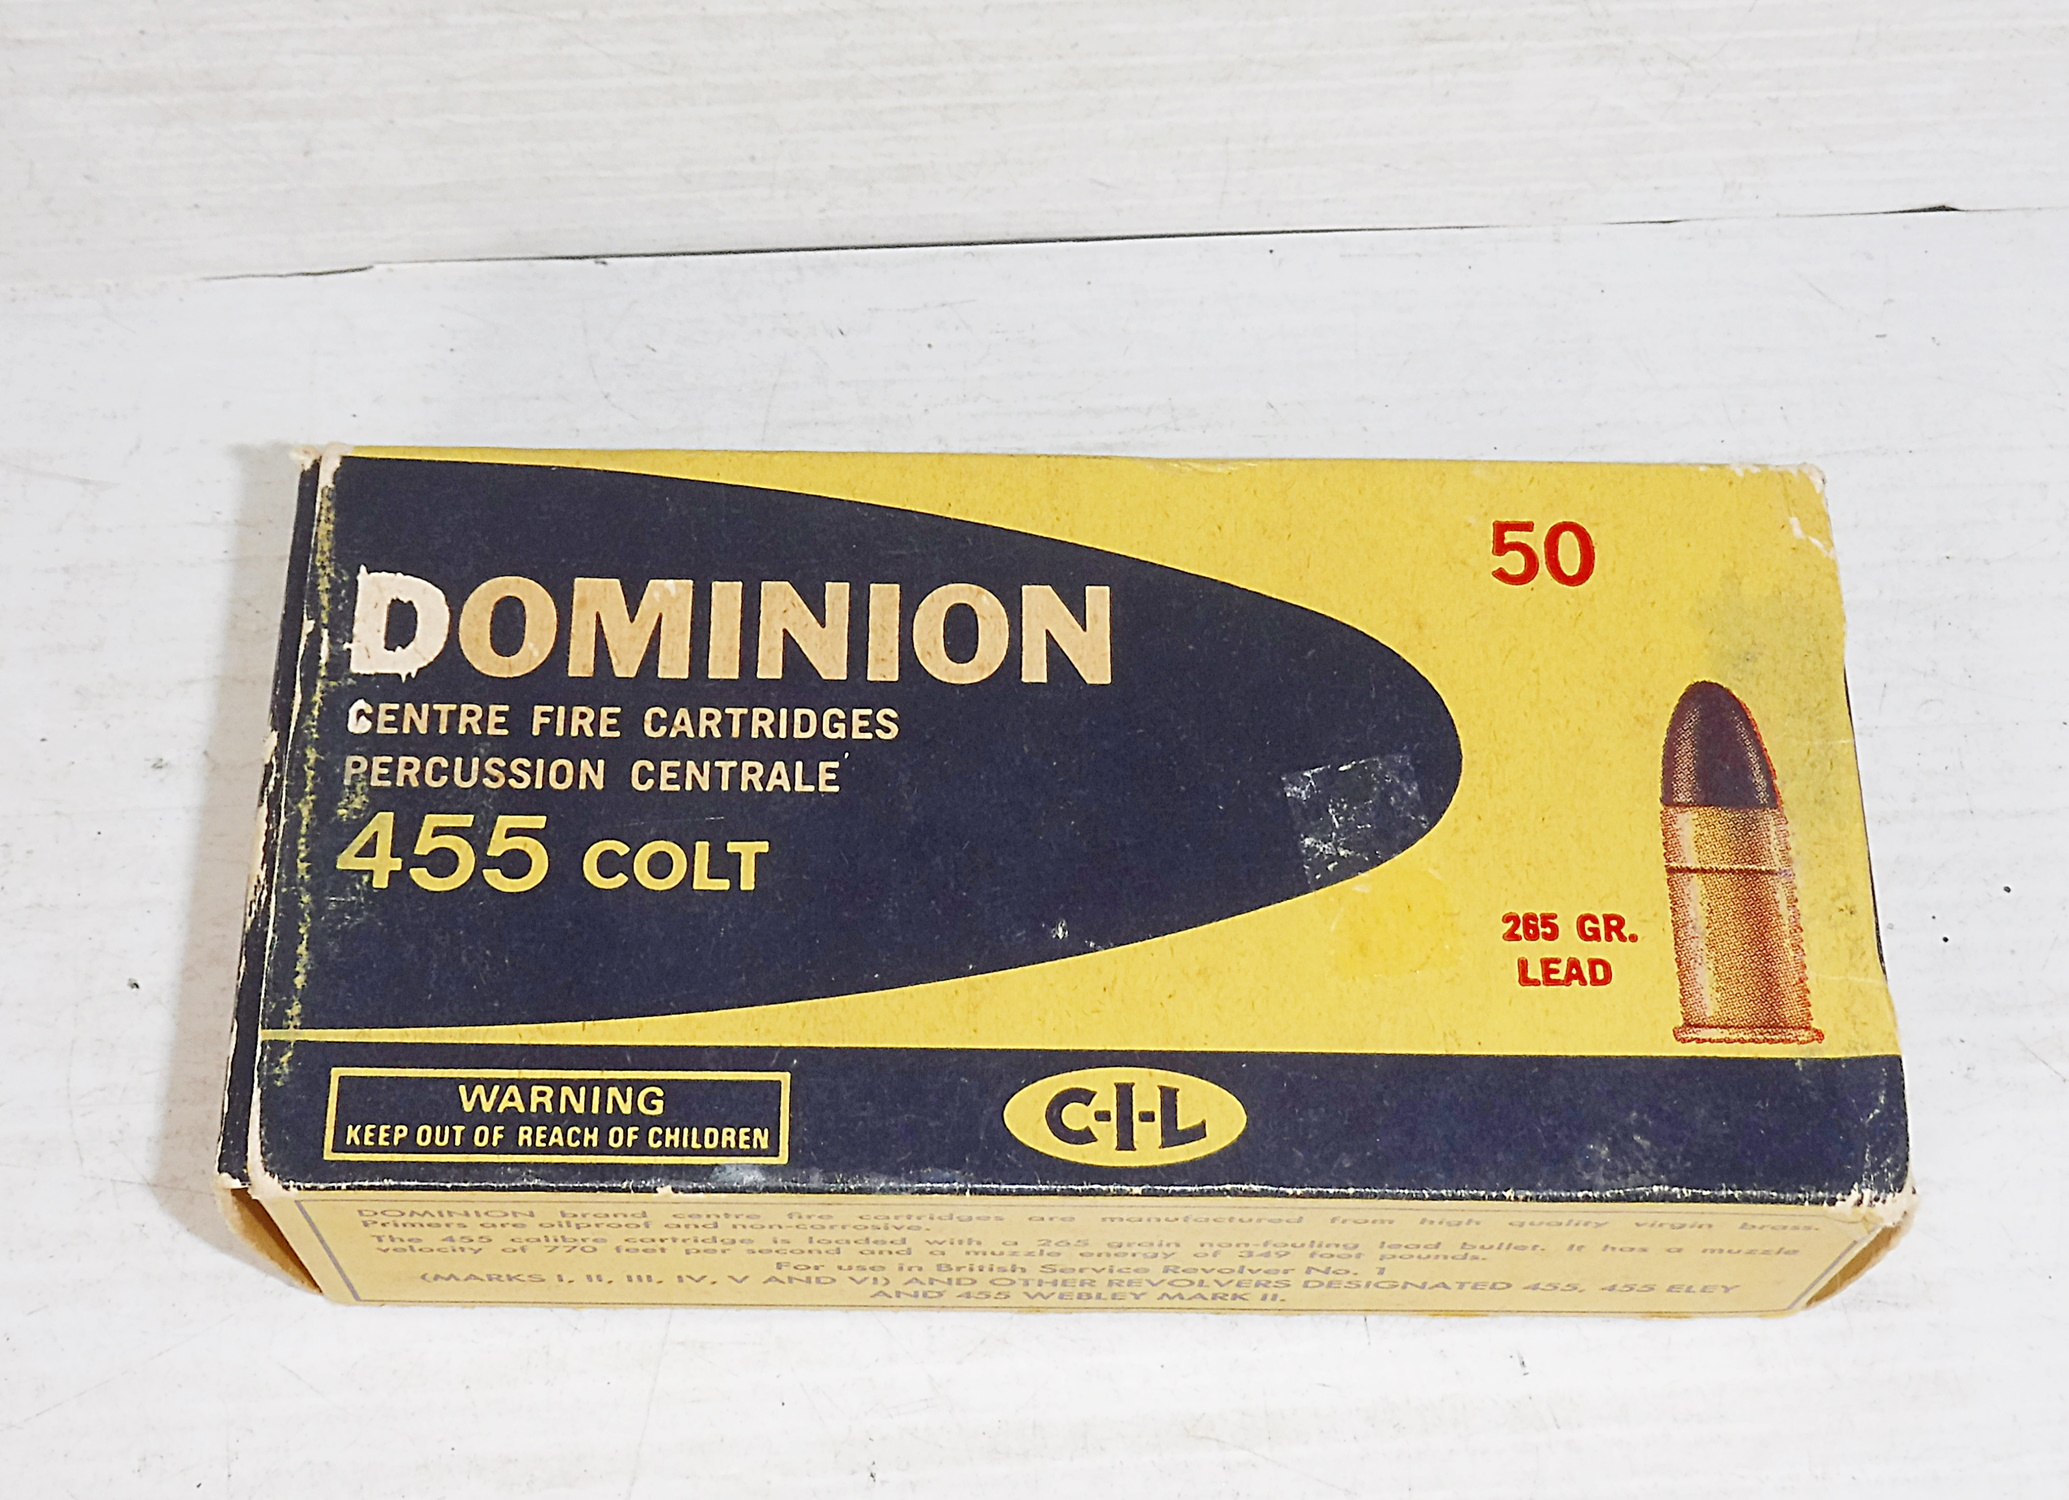 50
DOMINION
CENTRE FIRE CARTRIDGES
PERCUSSION CENTRALE
455 COLT
265 GR.
LEAD
WARNING
KEEP OUT OF REACH OF CHILDREN
C-I-L
DOMINION brand centre fire cartridges are manufactured from high quality virgin brass.
Primers are oilproof and non-corrosive.
The 455 calibre cartridge is loaded with a 265 grain non-fouling lead bullet. It has a muzzle
velocity of 770 feet per second and a muzzle energy of 349 foot pounds.
For use in British Service Revolver No. 1
(MARKS I, II, III, IV, V AND VI) AND OTHER REVOLVERS DESIGNATED 455, 455 ELEY
AND 455 WEBLEY MARK II.